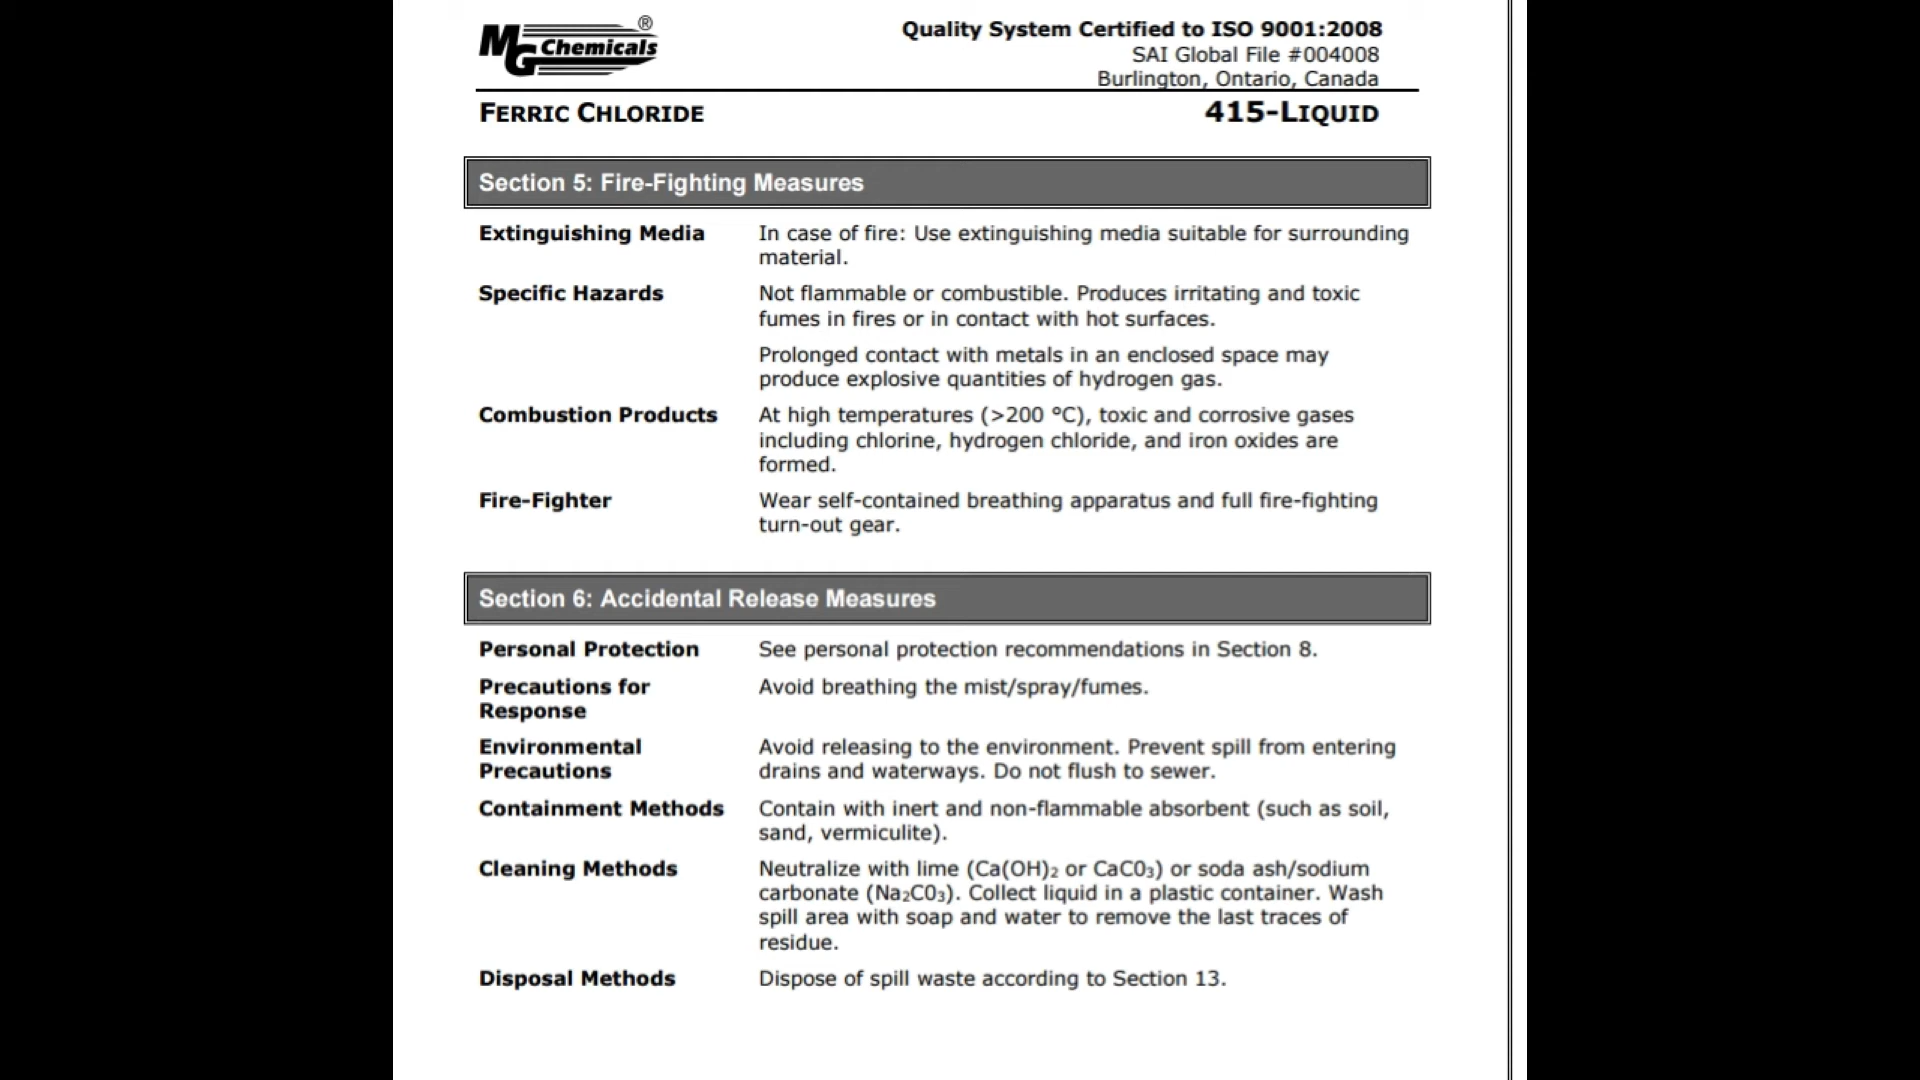 MG Chemicals ®
Quality System Certified to ISO 9001:2008
SAI Global File #004008
Burlington, Ontario, Canada
FERRIC CHLORIDE
415-LIQUID
Section 5: Fire-Fighting Measures
Extinguishing Media
In case of fire: Use extinguishing media suitable for surrounding
material.
Specific Hazards
Not flammable or combustible. Produces irritating and toxic
fumes in fires or in contact with hot surfaces.
Prolonged contact with metals in an enclosed space may
produce explosive quantities of hydrogen gas.
Combustion Products
At high temperatures (>200 °C), toxic and corrosive gases
including chlorine, hydrogen chloride, and iron oxides are
formed.
Fire-Fighter
Wear self-contained breathing apparatus and full fire-fighting
turn-out gear.
Section 6: Accidental Release Measures
Personal Protection
See personal protection recommendations in Section 8.
Precautions for
Response
Avoid breathing the mist/spray/fumes.
Environmental
Precautions
Avoid releasing to the environment. Prevent spill from entering
drains and waterways. Do not flush to sewer.
Containment Methods
Contain with inert and non-flammable absorbent (such as soil,
sand, vermiculite).
Cleaning Methods
Neutralize with lime (Ca(OH)₂ or CaC0₃) or soda ash/sodium
carbonate (Na₂C0₃). Collect liquid in a plastic container. Wash
spill area with soap and water to remove the last traces of
residue.
Disposal Methods
Dispose of spill waste according to Section 13.